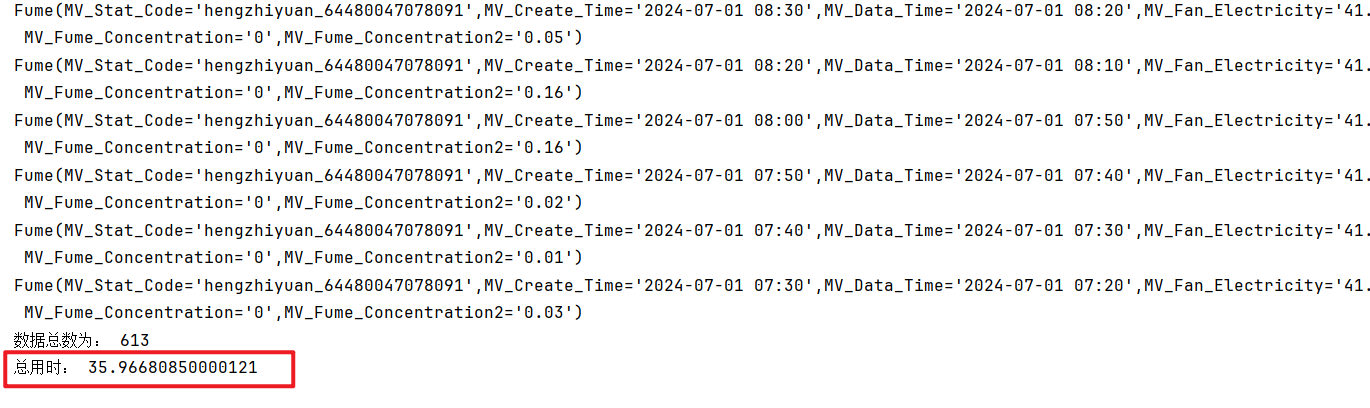 Fume(MV_Stat_Code='hengzhiyuan_64480047078091',MV_Create_Time='2024-07-01 08:30',MV_Data_Time='2024-07-01 08:20',MV_Fan_Electricity='41.
MV_Fume_Concentration='0',MV_Fume_Concentration2='0.05')
Fume(MV_Stat_Code='hengzhiyuan_64480047078091',MV_Create_Time='2024-07-01 08:20',MV_Data_Time='2024-07-01 08:10',MV_Fan_Electricity='41.
MV_Fume_Concentration='0',MV_Fume_Concentration2='0.16')
Fume(MV_Stat_Code='hengzhiyuan_64480047078091',MV_Create_Time='2024-07-01 08:00',MV_Data_Time='2024-07-01 07:50',MV_Fan_Electricity='41.
MV_Fume_Concentration='0',MV_Fume_Concentration2='0.16')
Fume(MV_Stat_Code='hengzhiyuan_64480047078091',MV_Create_Time='2024-07-01 07:50',MV_Data_Time='2024-07-01 07:40',MV_Fan_Electricity='41.
MV_Fume_Concentration='0',MV_Fume_Concentration2='0.02')
Fume(MV_Stat_Code='hengzhiyuan_64480047078091',MV_Create_Time='2024-07-01 07:40',MV_Data_Time='2024-07-01 07:30',MV_Fan_Electricity='41.
MV_Fume_Concentration='0',MV_Fume_Concentration2='0.01')
Fume(MV_Stat_Code='hengzhiyuan_64480047078091',MV_Create_Time='2024-07-01 07:30',MV_Data_Time='2024-07-01 07:20',MV_Fan_Electricity='41.
MV_Fume_Concentration='0',MV_Fume_Concentration2='0.03')
数据总数为： 613
总用时： 35.96680850000121